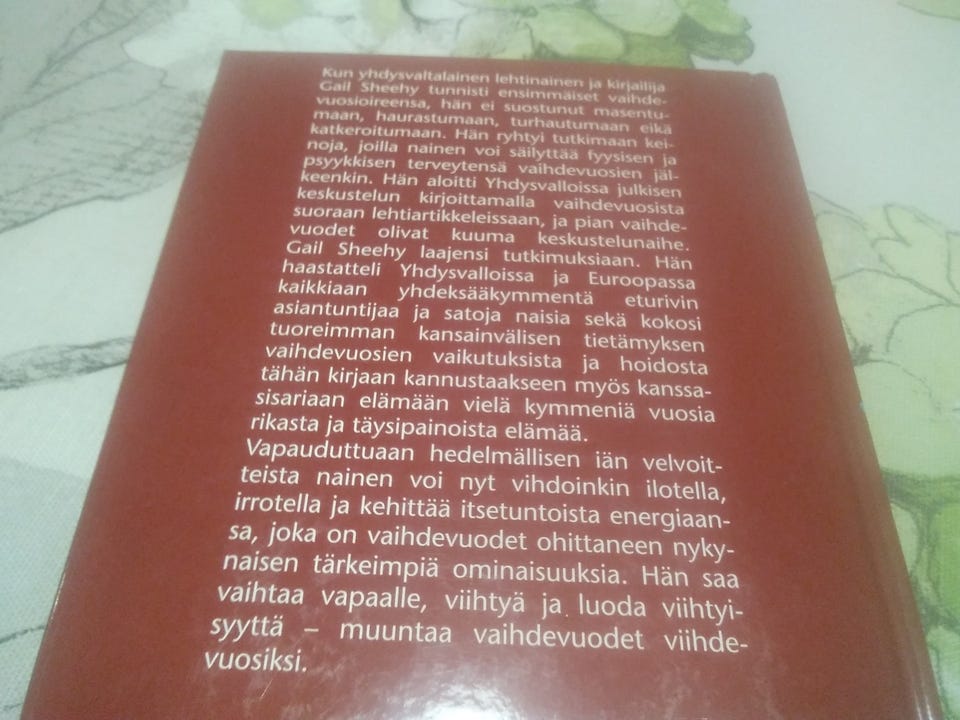 Kun yhdysvaltalainen lehtinainen ja kirjailija
Gail Sheehy tunnisti ensimmäiset vaihde-
vuosioireensa, hän ei suostunut masentu-
maan, haurastumaan, turhautumaan eikä
katkeroitumaan. Hän ryhtyi tutkimaan kei-
noja, joilla nainen voi säilyttää fyysisen ja
psyykkisen terveytensä vaihdevuosien jäl-
keenkin. Hän aloitti Yhdysvalloissa julkisen
keskustelun kirjoittamalla vaihdevuosista
suoraan lehtiartikkeleissaan, ja pian vaihde-
vuodet olivat kuuma keskustelunaihe.
Gail Sheehy laajensi tutkimuksiaan. Hän
haastatteli Yhdysvalloissa ja Euroopassa
kaikkiaan yhdeksääkymmentä eturivin
asiantuntijaa ja satoja naisia sekä kokosi
tuoreimman kansainvälisen tietämyksen
vaihdevuosien vaikutuksista ja hoidosta
tähän kirjaan kannustaakseen myös kanssa-
sisariaan elämään vielä kymmeniä vuosia
rikasta ja täysipainoista elämää.
Vapauduttuaan hedelmällisen iän velvoit-
teista nainen voi nyt vihdoinkin ilotella,
irrotella ja kehittää itsetuntoista energiaan-
sa, joka on vaihdevuodet ohittaneen nyky-
naisen tärkeimpiä ominaisuuksia. Hän saa
vaihtaa vapaalle, viihtyä ja luoda viihtyi-
syyttä – muuntaa vaihdevuodet viihde-
vuosiksi.